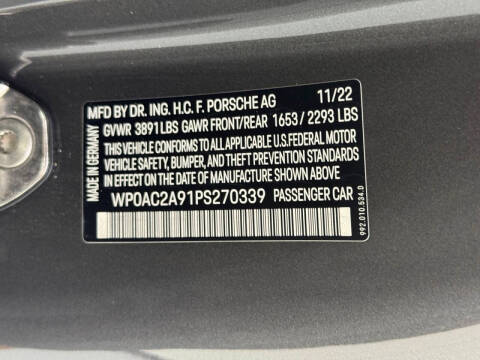 MFD BY DR. ING. H.C. F. PORSCHE AG 11/22
GVWR 3891LBS GAWR FRONT/REAR 1653/2293 LBS
THIS VEHICLE CONFORMS TO ALL APPLICABLE U.S.FEDERAL MOTOR
VEHICLE SAFETY, BUMPER, AND THEFT PREVENTION STANDARDS
IN EFFECT ON THE DATE OF MANUFACTURE SHOWN ABOVE
WP0AC2A91PS270339 PASSENGER CAR
MADE IN GERMANY
992.010.534.0